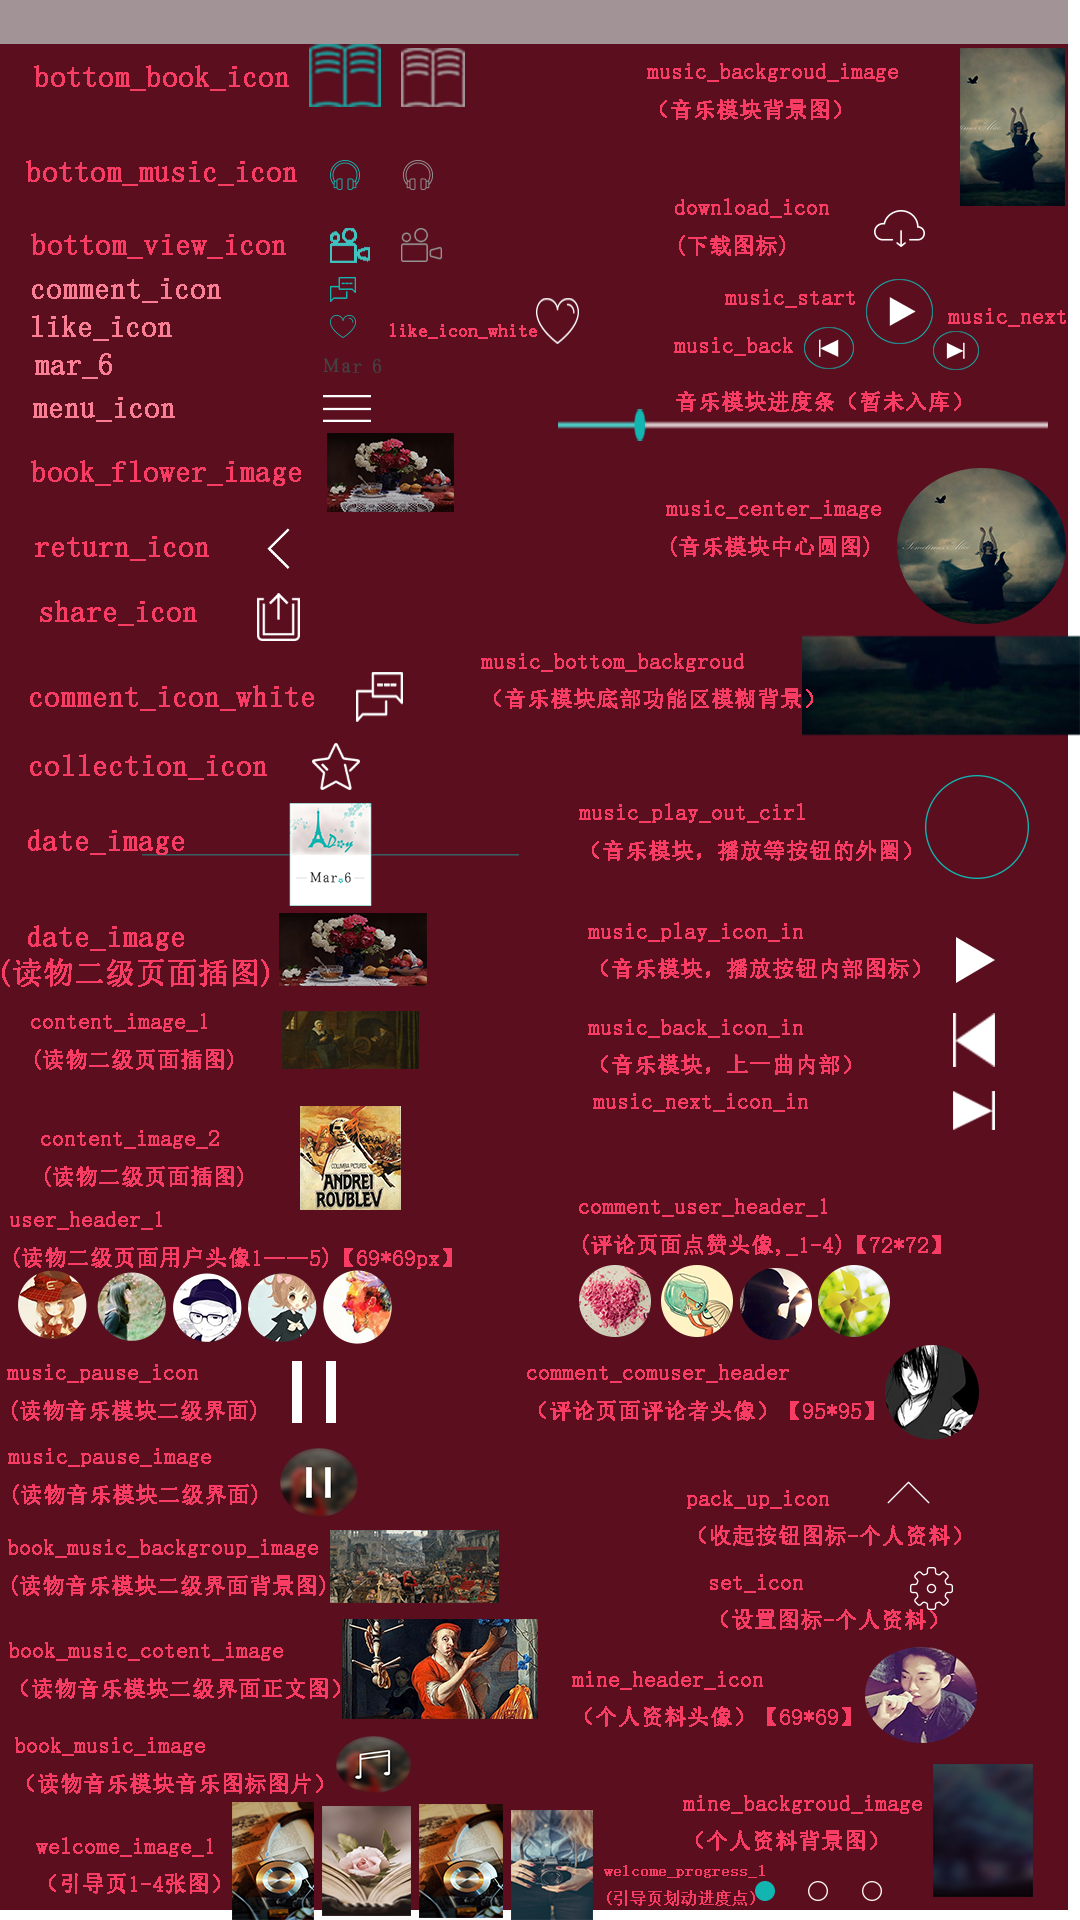 bottom_book_icon
bottom_music_icon
bottom_view_icon
comment_icon
like_icon
like_icon_white
mar_6
Mar 6
menu_icon
book_flower_image
return_icon
share_icon
comment_icon_white
collection_icon
date_image
Day
Mar.6
date_image
(读物二级页面插图)
content_image_1
(读物二级页面插图)
content_image_2
(读物二级页面插图)
COLUMBIA PICTURES
ANDREI
ROUBLEV
user_header_1
(读物二级页面用户头像1——5)【69*69px】
music_pause_icon
(读物音乐模块二级界面)
music_pause_image
(读物音乐模块二级界面)
book_music_backgroup_image
(读物音乐模块二级界面背景图)
book_music_cotent_image
（读物音乐模块二级界面正文图）
book_music_image
（读物音乐模块音乐图标图片）
welcome_image_1
（引导页1-4张图）
music_backgroud_image
（音乐模块背景图）
download_icon
(下载图标)
music_start
music_next
music_back
音乐模块进度条（暂未入库）
music_center_image
(音乐模块中心圆图)
Sometimes Alice
music_bottom_backgroud
（音乐模块底部功能区模糊背景）
music_play_out_cirl
（音乐模块，播放等按钮的外圈）
music_play_icon_in
（音乐模块，播放按钮内部图标）
music_back_icon_in
（音乐模块，上一曲内部）
music_next_icon_in
comment_user_header_1
(评论页面点赞头像,_1-4)【72*72】
comment_comuser_header
（评论页面评论者头像）【95*95】
pack_up_icon
（收起按钮图标-个人资料）
set_icon
（设置图标-个人资料）
mine_header_icon
（个人资料头像）【69*69】
mine_backgroud_image
（个人资料背景图）
welcome_progress_1
(引导页划动进度点)